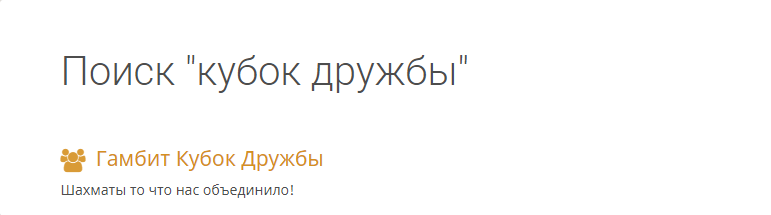 Поиск "кубок дружбы"
Гамбит Кубок Дружбы
Шахматы то что нас объединило!